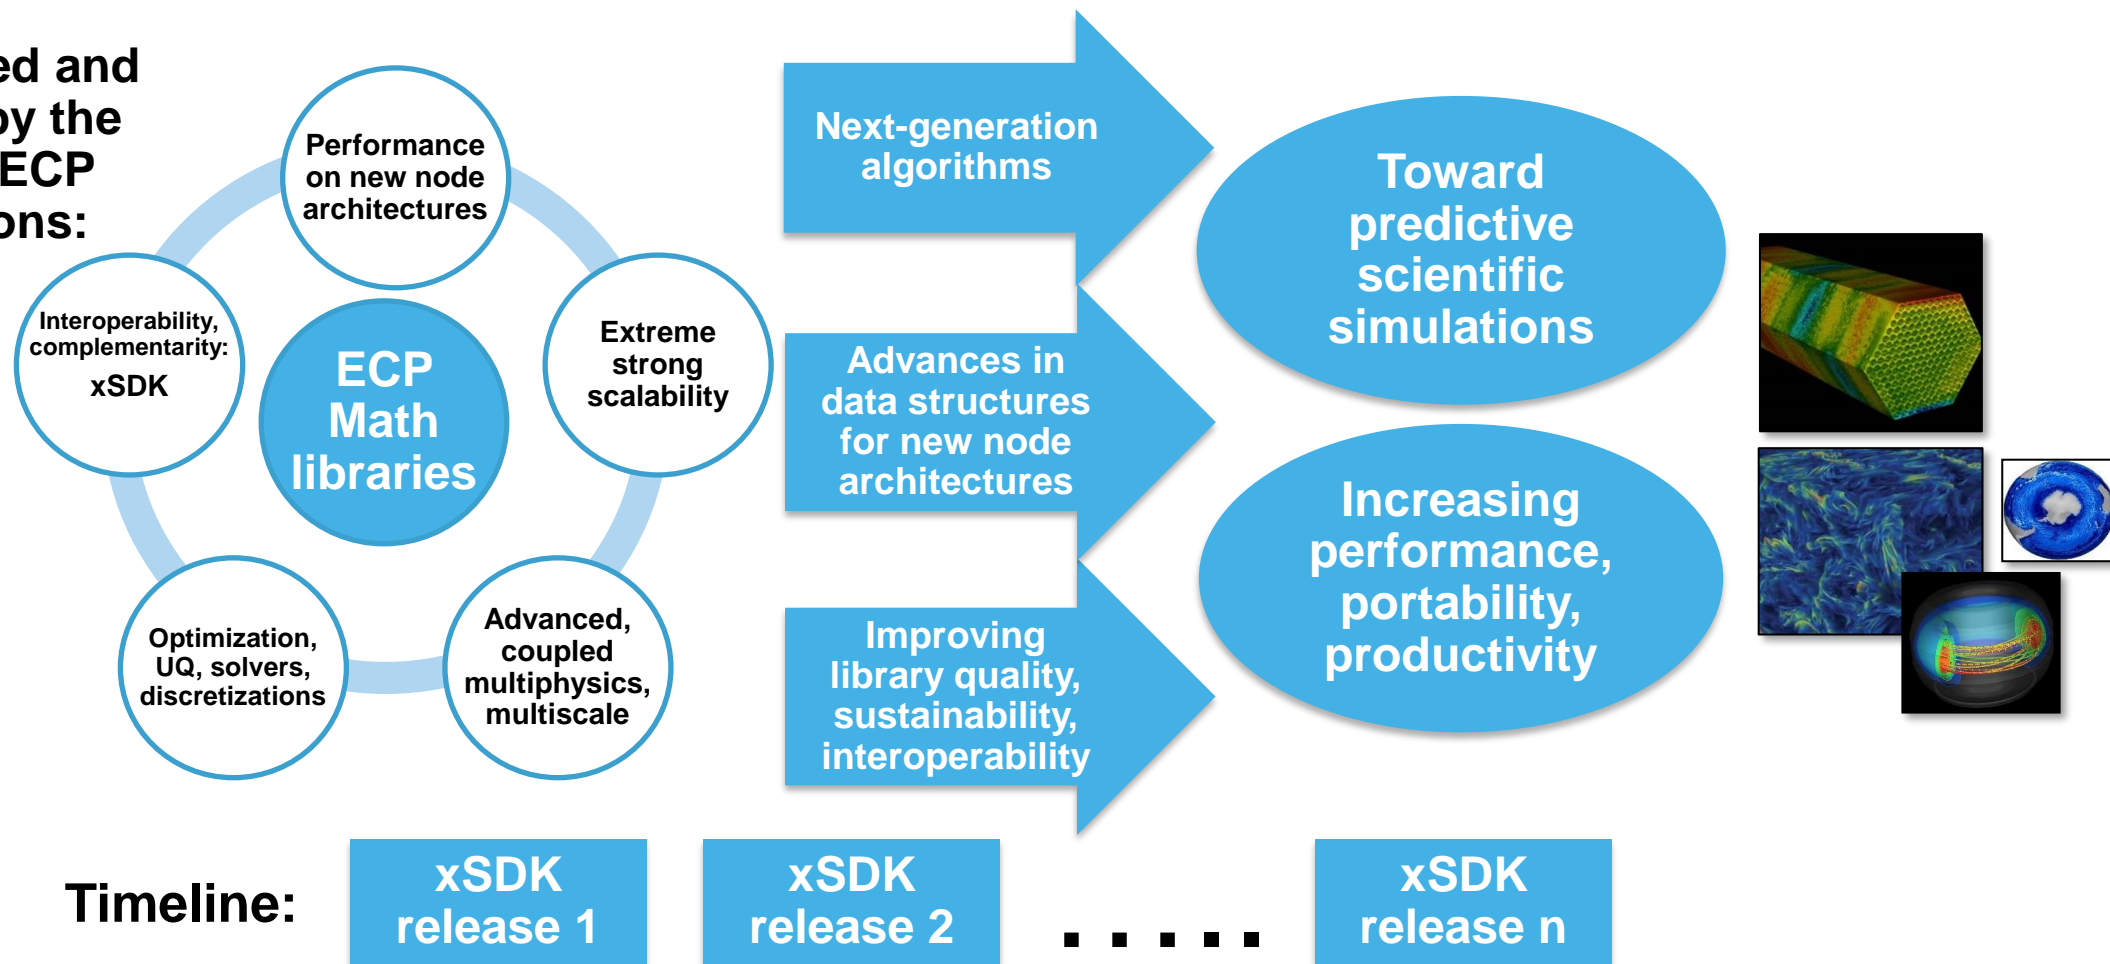 ed and
by the
ECP
ons:
Performance
on new node
architectures
Interoperability,
complementarity:
xSDK
ECP
Math
libraries
Extreme
strong
scalability
Optimization,
UQ, solvers,
discretizations
Advanced,
coupled
multiphysics,
multiscale
Next-generation
algorithms
Advances in
data structures
for new node
architectures
Improving
library quality,
sustainability,
interoperability
Toward
predictive
scientific
simulations
Increasing
performance,
portability,
productivity
Timeline:
xSDK
release 1
xSDK
release 2
. . . . .
xSDK
release n